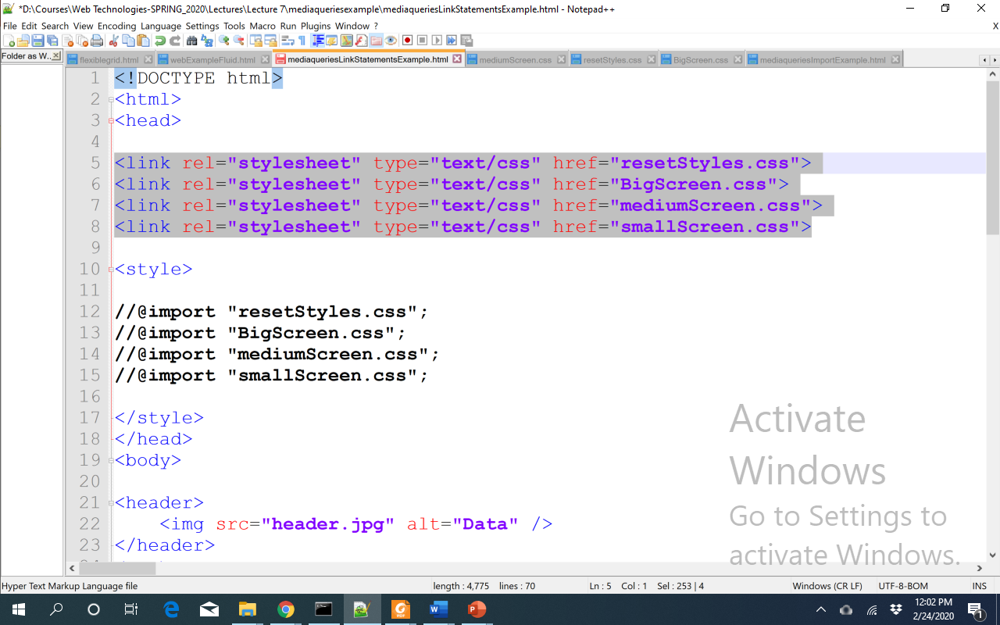 *D:\Courses\Web Technologies-SPRING_2020\Lectures\Lecture 7\mediaqueriesexample\mediaqueriesLinkStatementsExample.html - Notepad++
File Edit Search View Encoding Language Settings Tools Macro Run Plugins Window ? X
Folder as W.. flexiblegrid.html webExampleFluid.html mediaqueriesLinkStatementsExample.html mediumScreen.css resetStyles.css BigScreen.css mediaqueriesImportExample.html
1 <!DOCTYPE html>
2 <html>
3 <head>
4
5 <link rel="stylesheet" type="text/css" href="resetStyles.css">
6 <link rel="stylesheet" type="text/css" href="BigScreen.css">
7 <link rel="stylesheet" type="text/css" href="mediumScreen.css">
8 <link rel="stylesheet" type="text/css" href="smallScreen.css">
9
10 <style>
11
12 //@import "resetStyles.css";
13 //@import "BigScreen.css";
14 //@import "mediumScreen.css";
15 //@import "smallScreen.css";
16
17 </style>
18 </head>
19 <body>
20
21 <header>
22 <img src="header.jpg" alt="Data" />
23 </header>
Activate
Windows
Go to Settings to
activate Windows.
Hyper Text Markup Language file length : 4,775 lines : 70 Ln : 5 Col : 1 Sel : 253 | 4 Windows (CR LF) UTF-8-BOM INS
12:02 PM
2/24/2020
1